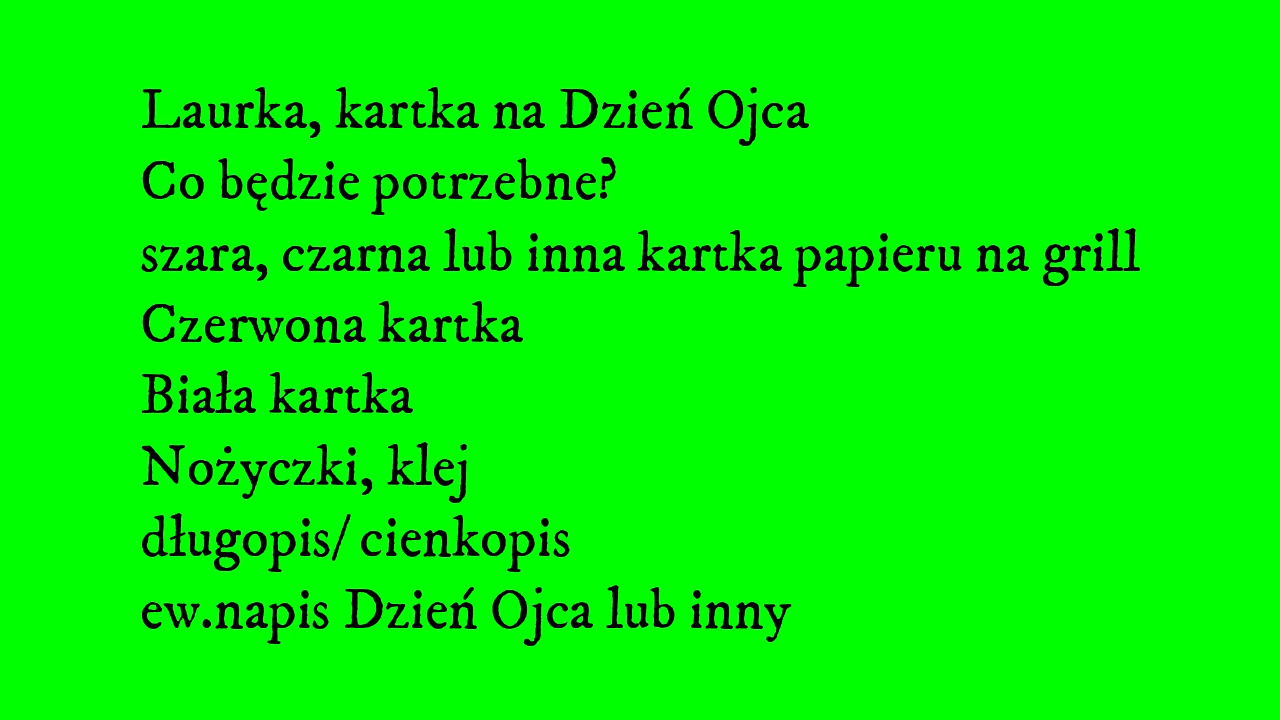 Laurka, kartka na Dzień Ojca
Co będzie potrzebne?
szara, czarna lub inna kartka papieru na grill
Czerwona kartka
Biała kartka
Nożyczki, klej
długopis/ cienkopis
ew.napis Dzień Ojca lub inny